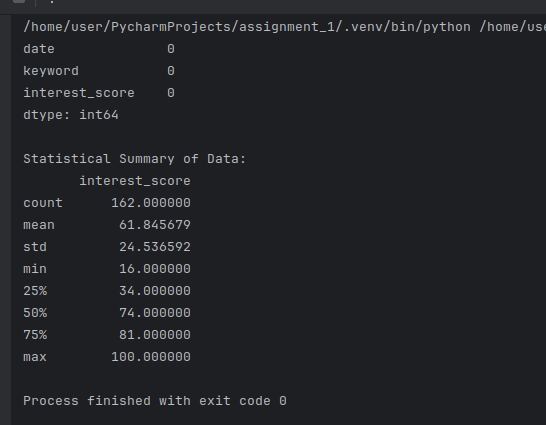 /home/user/PycharmProjects/assignment_1/.venv/bin/python /home/use
date               0
keyword            0
interest_score     0
dtype: int64
Statistical Summary of Data:
       interest_score
count      162.000000
mean        61.845679
std         24.536592
min         16.000000
25%         34.000000
50%         74.000000
75%         81.000000
max        100.000000
Process finished with exit code 0